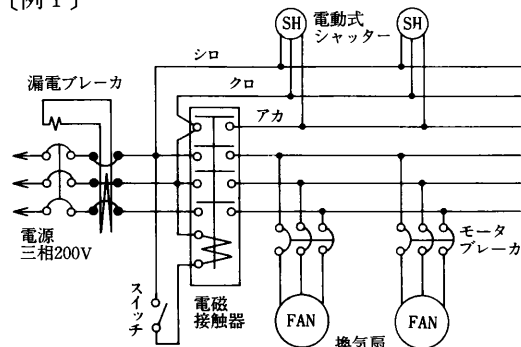 〔例1〕
SH
電動式
シャッター
SH
シロ
クロ
アカ
漏電ブレーカ
電源
三相200V
スイッチ
電磁
接触器
モータ
ブレーカ
FAN
FAN
換気扇